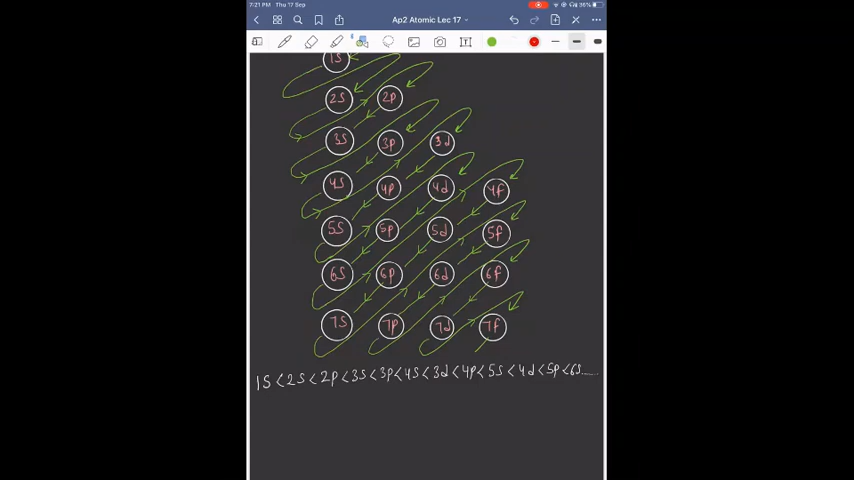 7:21 PM Thu 17 Sep
36%
Ap2 Atomic Lec 17
1S
2S 2p
3S 3p 3d
4S 4p 4d 4f
5S 5p 5d 5f
6S 6p 6d 6f
7S 7p 7d 7f
1S < 2S < 2p < 3S < 3p < 4S < 3d < 4p < 5S < 4d < 5p < 6S.......